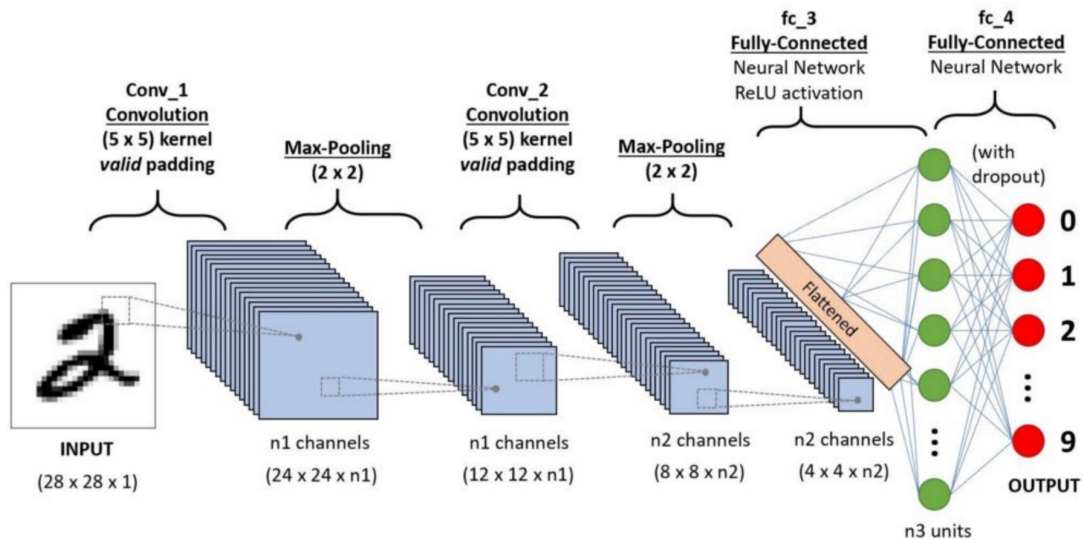 fc_3
Fully-Connected
Neural Network
ReLU activation
fc_4
Fully-Connected
Neural Network
Conv_1
Convolution
(5 x 5) kernel
valid padding
Max-Pooling
(2 x 2)
Conv_2
Convolution
(5 x 5) kernel
valid padding
Max-Pooling
(2 x 2)
(with
dropout)
Flattened
0
1
2
9
OUTPUT
INPUT
(28 x 28 x 1)
n1 channels
(24 x 24 x n1)
n1 channels
(12 x 12 x n1)
n2 channels
(8 x 8 x n2)
n2 channels
(4 x 4 x n2)
n3 units
2